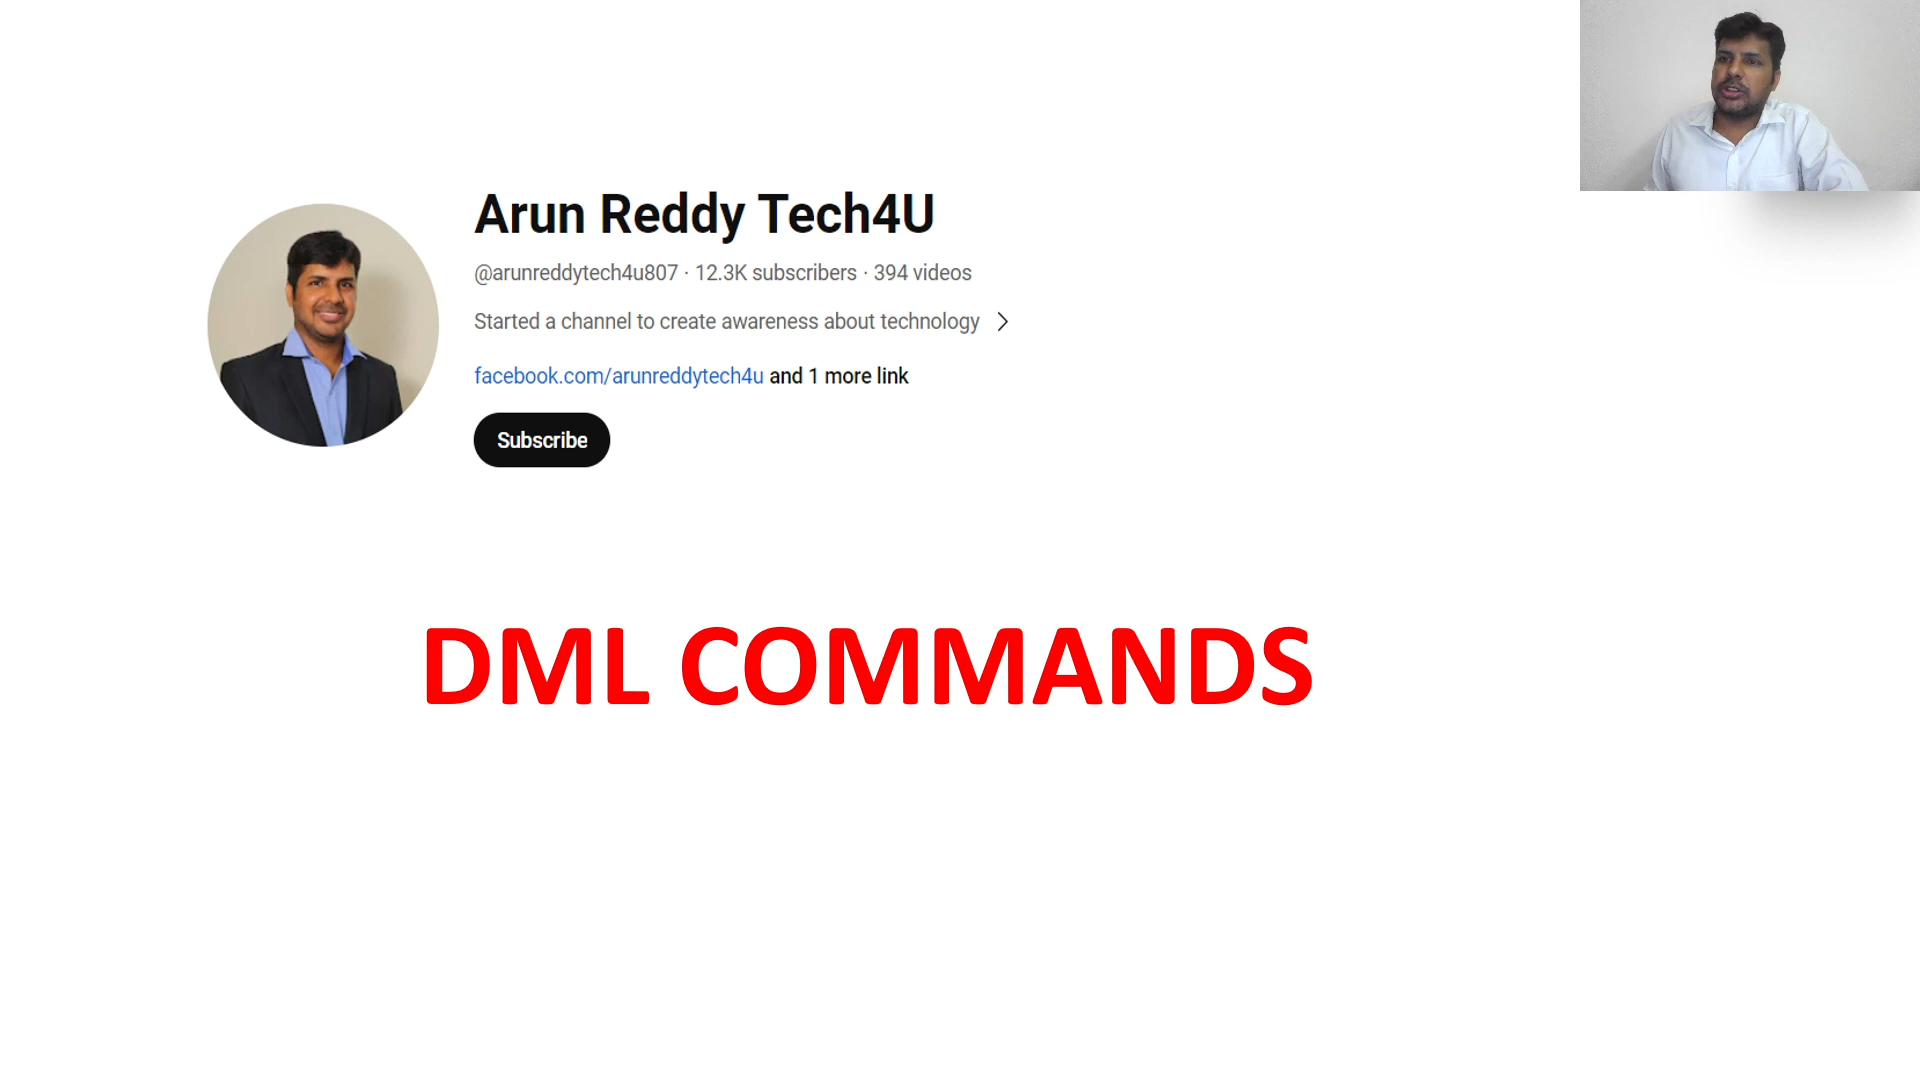 Arun Reddy Tech4U
@arunreddytech4u807 · 12.3K subscribers · 394 videos
Started a channel to create awareness about technology
facebook.com/arunreddytech4u and 1 more link
Subscribe
DML COMMANDS